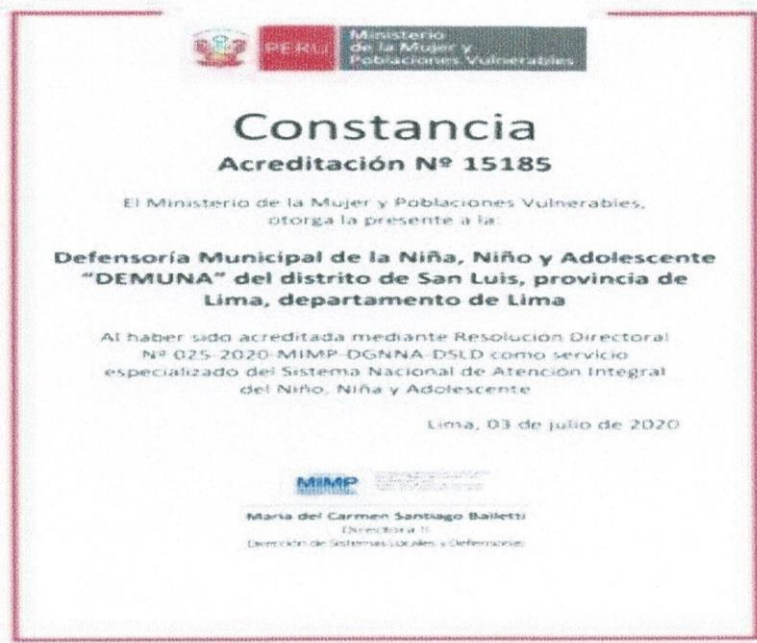 PERU
Ministerio
de la Mujer y
Poblaciones Vulnerables
Constancia
Acreditación Nº 15185
El Ministerio de la Mujer y Poblaciones Vulnerables,
otorga la presente a la:
Defensoría Municipal de la Niña, Niño y Adolescente
"DEMUNA" del distrito de San Luis, provincia de
Lima, departamento de Lima
Al haber sido acreditada mediante Resolución Directoral
Nº 025-2020-MIMP-DGNNA-DSLD como servicio
especializado del Sistema Nacional de Atención Integral
del Niño, Niña y Adolescente
Lima, 03 de julio de 2020
MIMP
María del Carmen Santiago Bailetti
Directora II
Dirección de Sistemas Locales y Defensorías